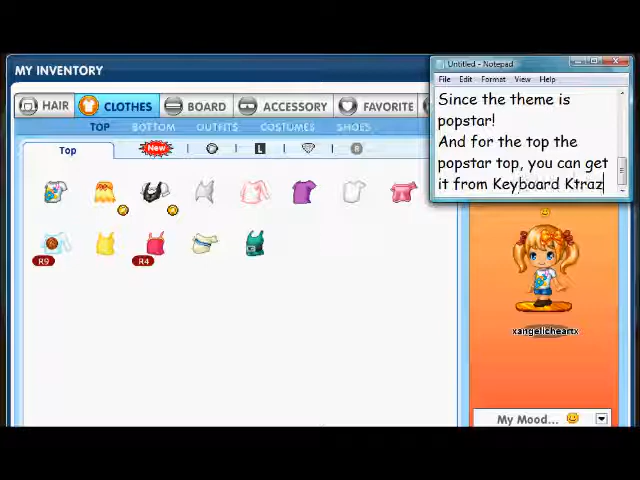 MY INVENTORY
Untitled - Notepad
File Edit Format View Help
Since the theme is
popstar!
And for the top the
popstar top, you can get
it from Keyboard Ktraz
HAIR CLOTHES BOARD ACCESSORY FAVORITE
TOP BOTTOM OUTFITS COSTUMES SHOES
Top New L R
R9 R4
xangelicheartx
My Mood...